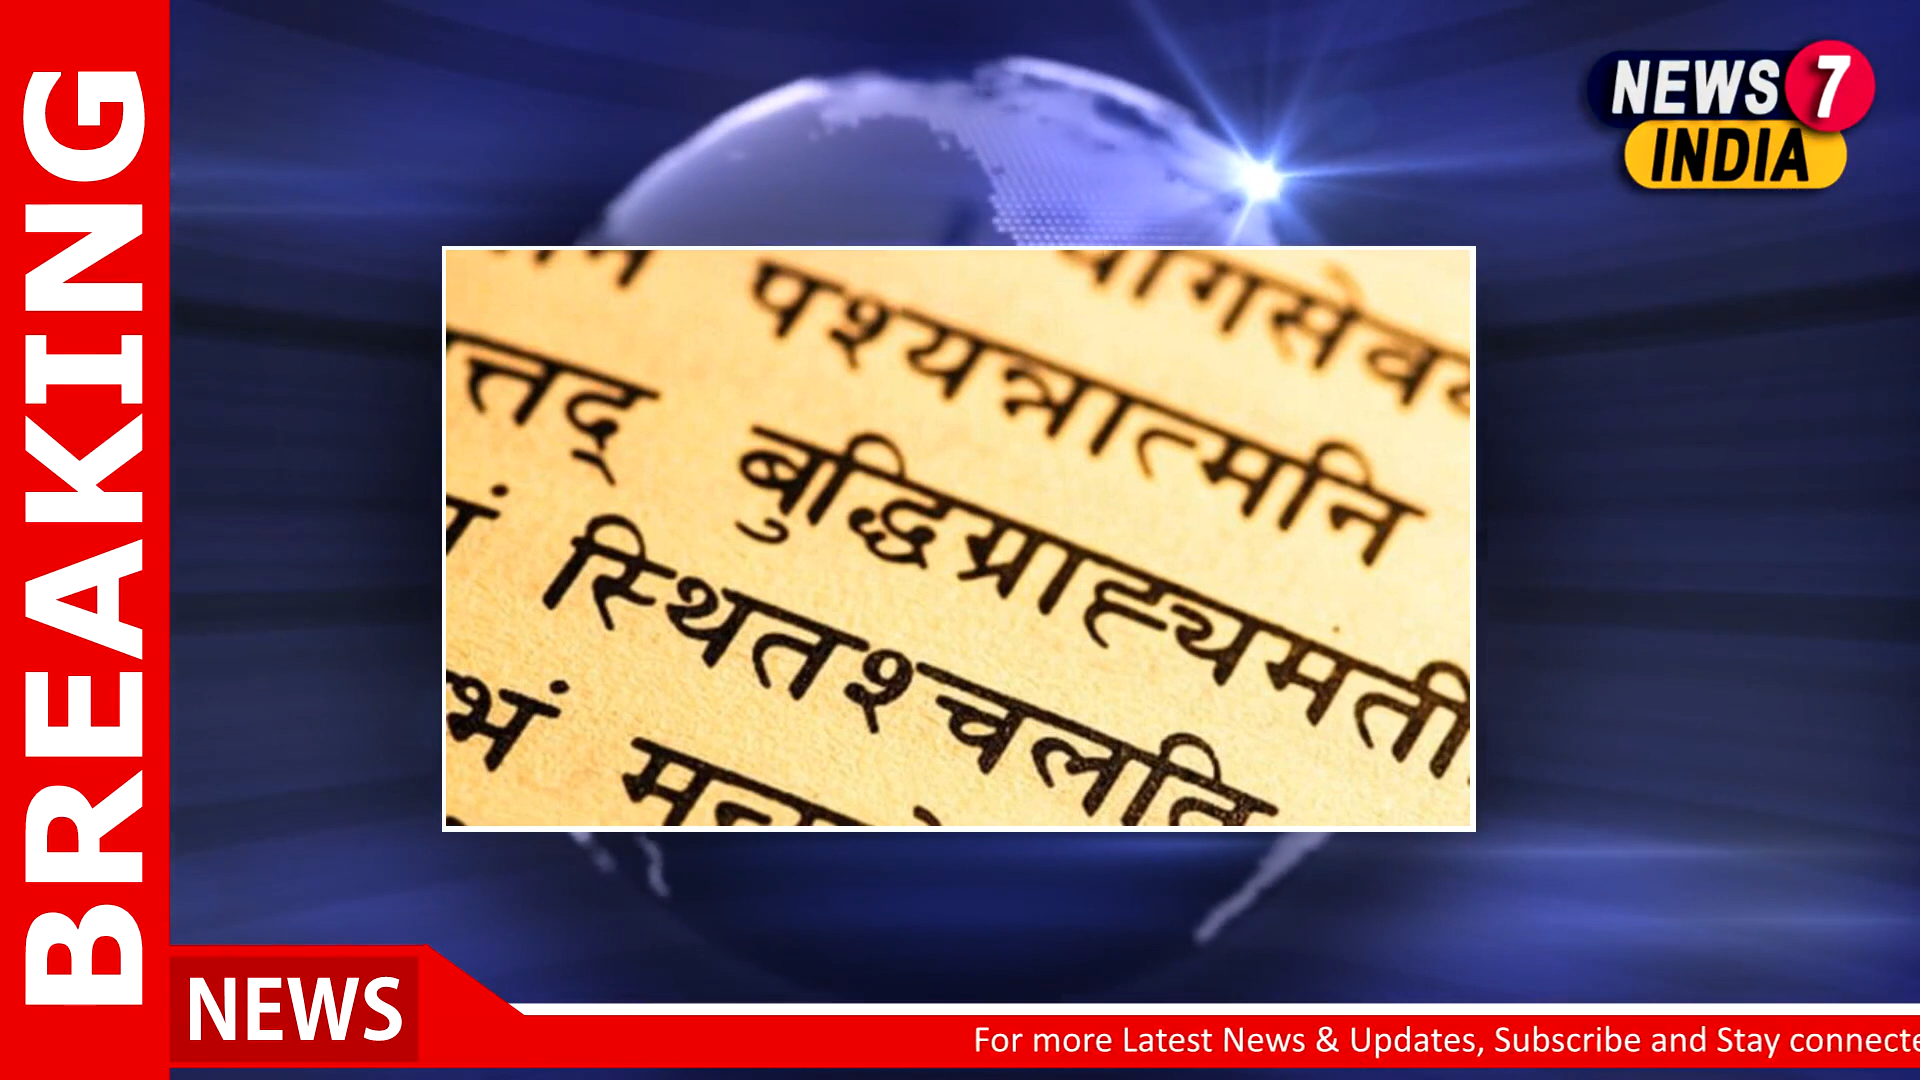 BREAKING
NEWS 7
INDIA
पश्यन्नात्मनि
बुद्धिग्राह्यमती
स्थितश्चलति
NEWS
For more Latest News & Updates, Subscribe and Stay connecte